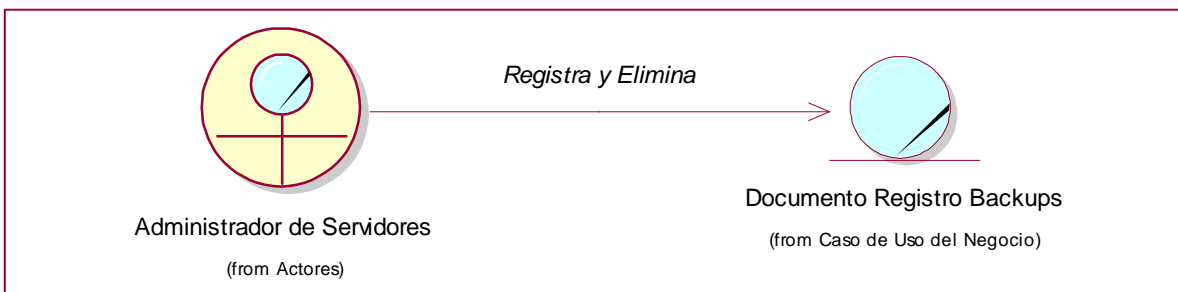 Registra y Elimina
Administrador de Servidores
(from Actores)
Documento Registro Backups
(from Caso de Uso del Negocio)